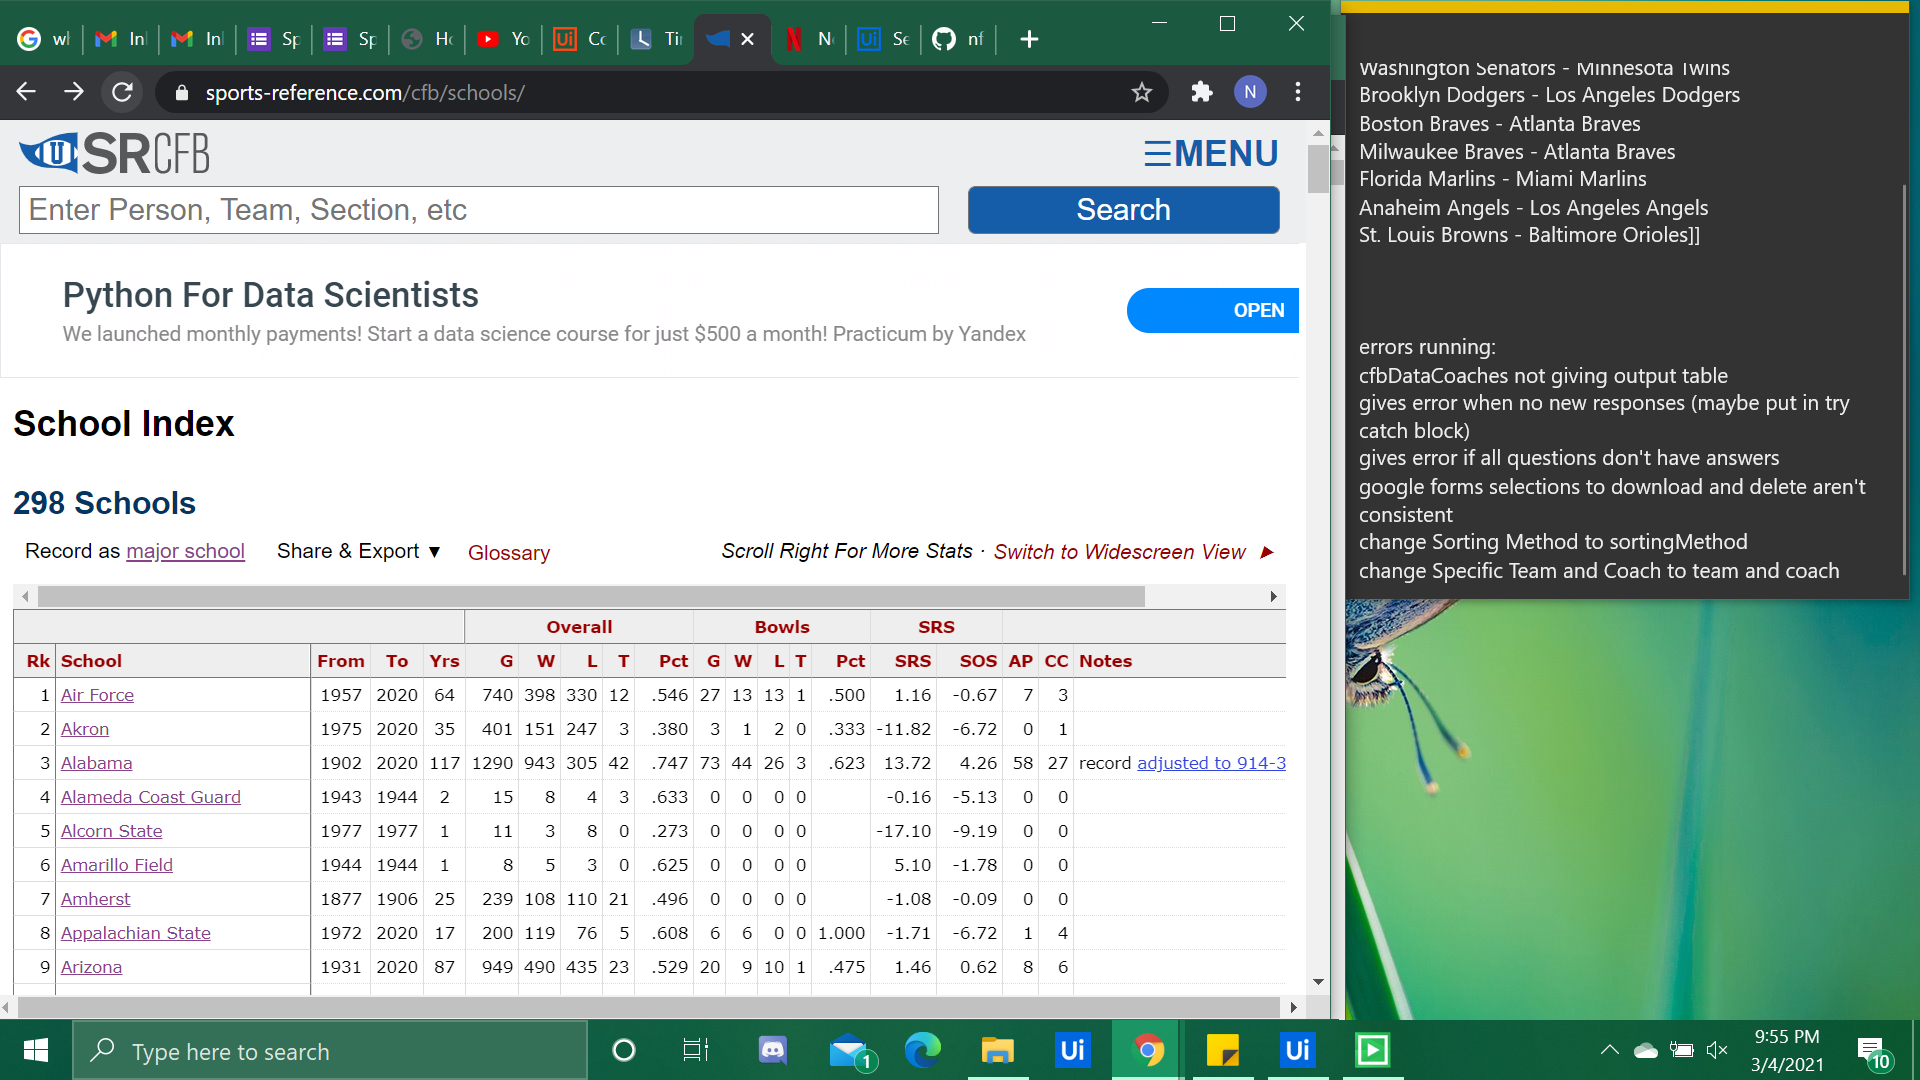 wl
Inl
Inl
Sp
Sp
Ho
Yo
Co
Tir
N
Se
nf
sports-reference.com/cfb/schools/
N
SRCFB
MENU
Enter Person, Team, Section, etc
Search
Python For Data Scientists
We launched monthly payments! Start a data science course for just $500 a month! Practicum by Yandex
OPEN
School Index
298 Schools
Record as major school Share & Export ▼ Glossary
Scroll Right For More Stats · Switch to Widescreen View ►
Overall Bowls SRS
Rk School From To Yrs G W L T Pct G W L T Pct SRS SOS AP CC Notes
1 Air Force 1957 2020 64 740 398 330 12 .546 27 13 13 1 .500 1.16 -0.67 7 3
2 Akron 1975 2020 35 401 151 247 3 .380 3 1 2 0 .333 -11.82 -6.72 0 1
3 Alabama 1902 2020 117 1290 943 305 42 .747 73 44 26 3 .623 13.72 4.26 58 27 record adjusted to 914-3
4 Alameda Coast Guard 1943 1944 2 15 8 4 3 .633 0 0 0 0 -0.16 -5.13 0 0
5 Alcorn State 1977 1977 1 11 3 8 0 .273 0 0 0 0 -17.10 -9.19 0 0
6 Amarillo Field 1944 1944 1 8 5 3 0 .625 0 0 0 0 5.10 -1.78 0 0
7 Amherst 1877 1906 25 239 108 110 21 .496 0 0 0 0 -1.08 -0.09 0 0
8 Appalachian State 1972 2020 17 200 119 76 5 .608 6 6 0 0 1.000 -1.71 -6.72 1 4
9 Arizona 1931 2020 87 949 490 435 23 .529 20 9 10 1 .475 1.46 0.62 8 6
Washington Senators - Minnesota Twins
Brooklyn Dodgers - Los Angeles Dodgers
Boston Braves - Atlanta Braves
Milwaukee Braves - Atlanta Braves
Florida Marlins - Miami Marlins
Anaheim Angels - Los Angeles Angels
St. Louis Browns - Baltimore Orioles]]
errors running:
cfbDataCoaches not giving output table
gives error when no new responses (maybe put in try
catch block)
gives error if all questions don't have answers
google forms selections to download and delete aren't
consistent
change Sorting Method to sortingMethod
change Specific Team and Coach to team and coach
Type here to search
1
Ui
Ui
9:55 PM
3/4/2021
10